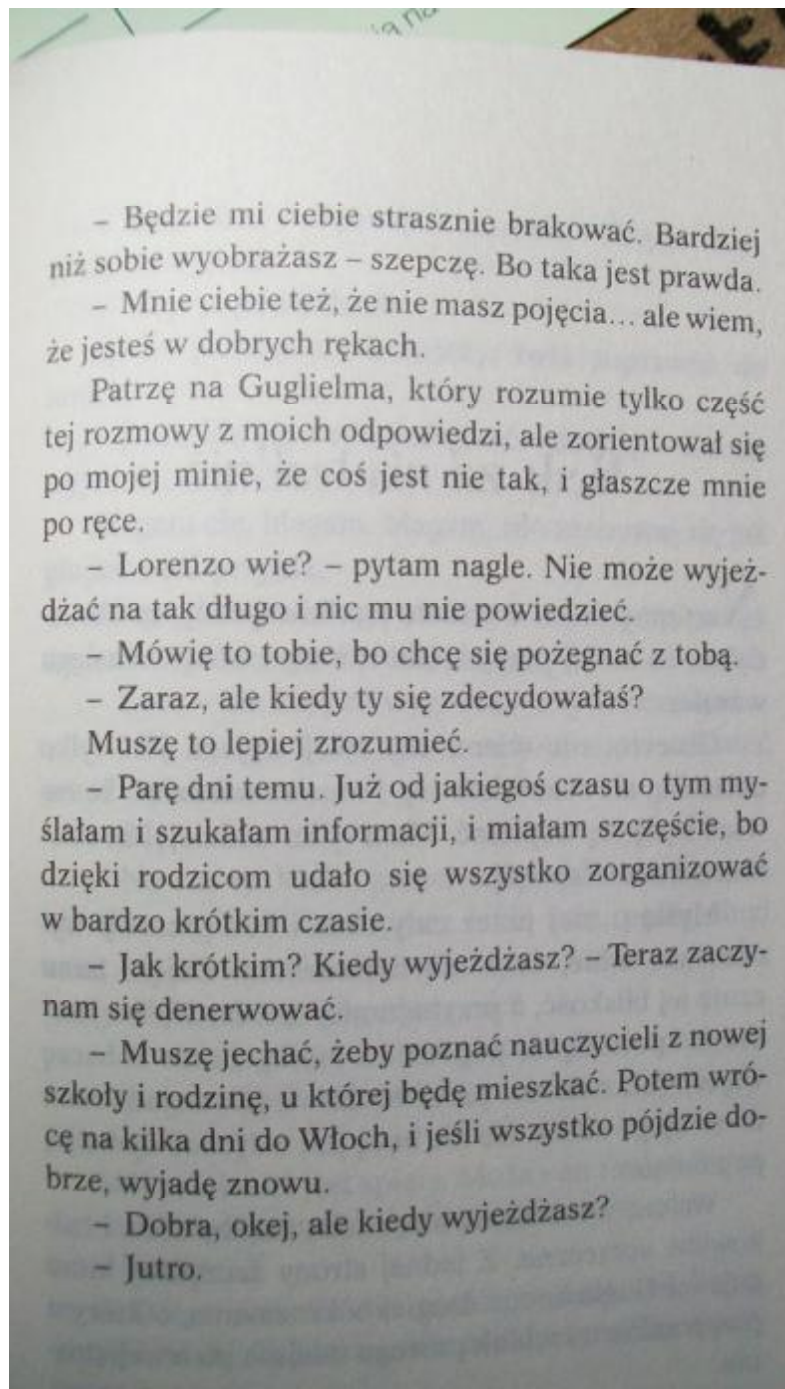 – Będzie mi ciebie strasznie brakować. Bardziej
niż sobie wyobrażasz – szepczę. Bo taka jest prawda.
– Mnie ciebie też, że nie masz pojęcia... ale wiem,
że jesteś w dobrych rękach.
Patrzę na Guglielma, który rozumie tylko część
tej rozmowy z moich odpowiedzi, ale zorientował się
po mojej minie, że coś jest nie tak, i głaszcze mnie
po ręce.
– Lorenzo wie? – pytam nagle. Nie może wyjeż-
dżać na tak długo i nic mu nie powiedzieć.
– Mówię to tobie, bo chcę się pożegnać z tobą.
– Zaraz, ale kiedy ty się zdecydowałaś?
Muszę to lepiej zrozumieć.
– Parę dni temu. Już od jakiegoś czasu o tym my-
ślałam i szukałam informacji, i miałam szczęście, bo
dzięki rodzicom udało się wszystko zorganizować
w bardzo krótkim czasie.
– Jak krótkim? Kiedy wyjeżdżasz? – Teraz zaczy-
nam się denerwować.
– Muszę jechać, żeby poznać nauczycieli z nowej
szkoły i rodzinę, u której będę mieszkać. Potem wró-
cę na kilka dni do Włoch, i jeśli wszystko pójdzie do-
brze, wyjadę znowu.
– Dobra, okej, ale kiedy wyjeżdżasz?
– Jutro.